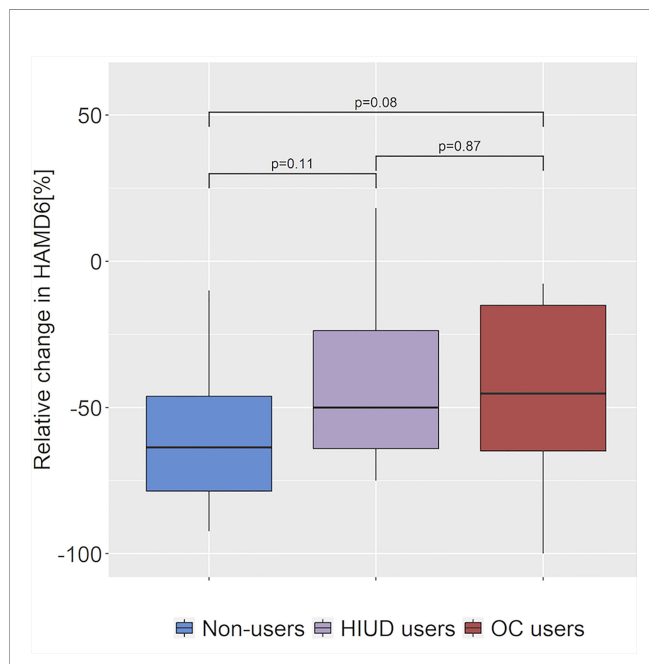 p=0.08
50
p=0.87
p=0.11
0
Relative change in HAMD6[%]
-50
-100
Non-users HIUD users OC users